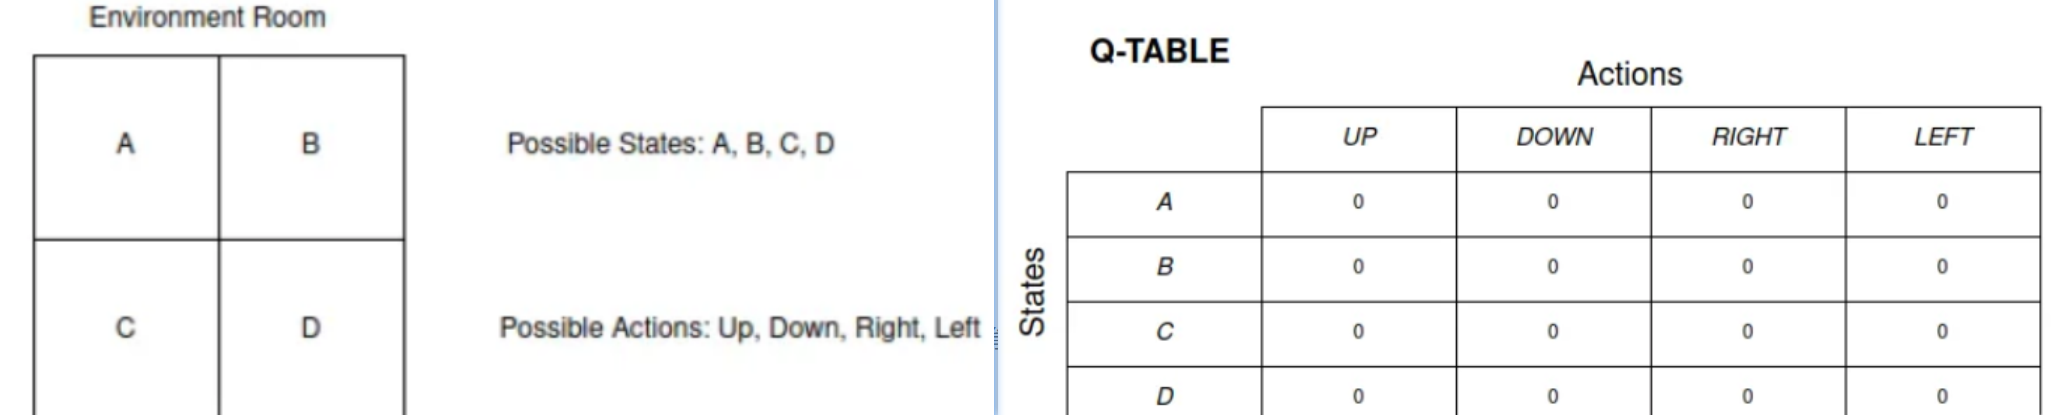 Environment Room
A B
Possible States: A, B, C, D
C D
Possible Actions: Up, Down, Right, Left
Q-TABLE
Actions
UP DOWN RIGHT LEFT
States
A 0 0 0 0
B 0 0 0 0
C 0 0 0 0
D 0 0 0 0